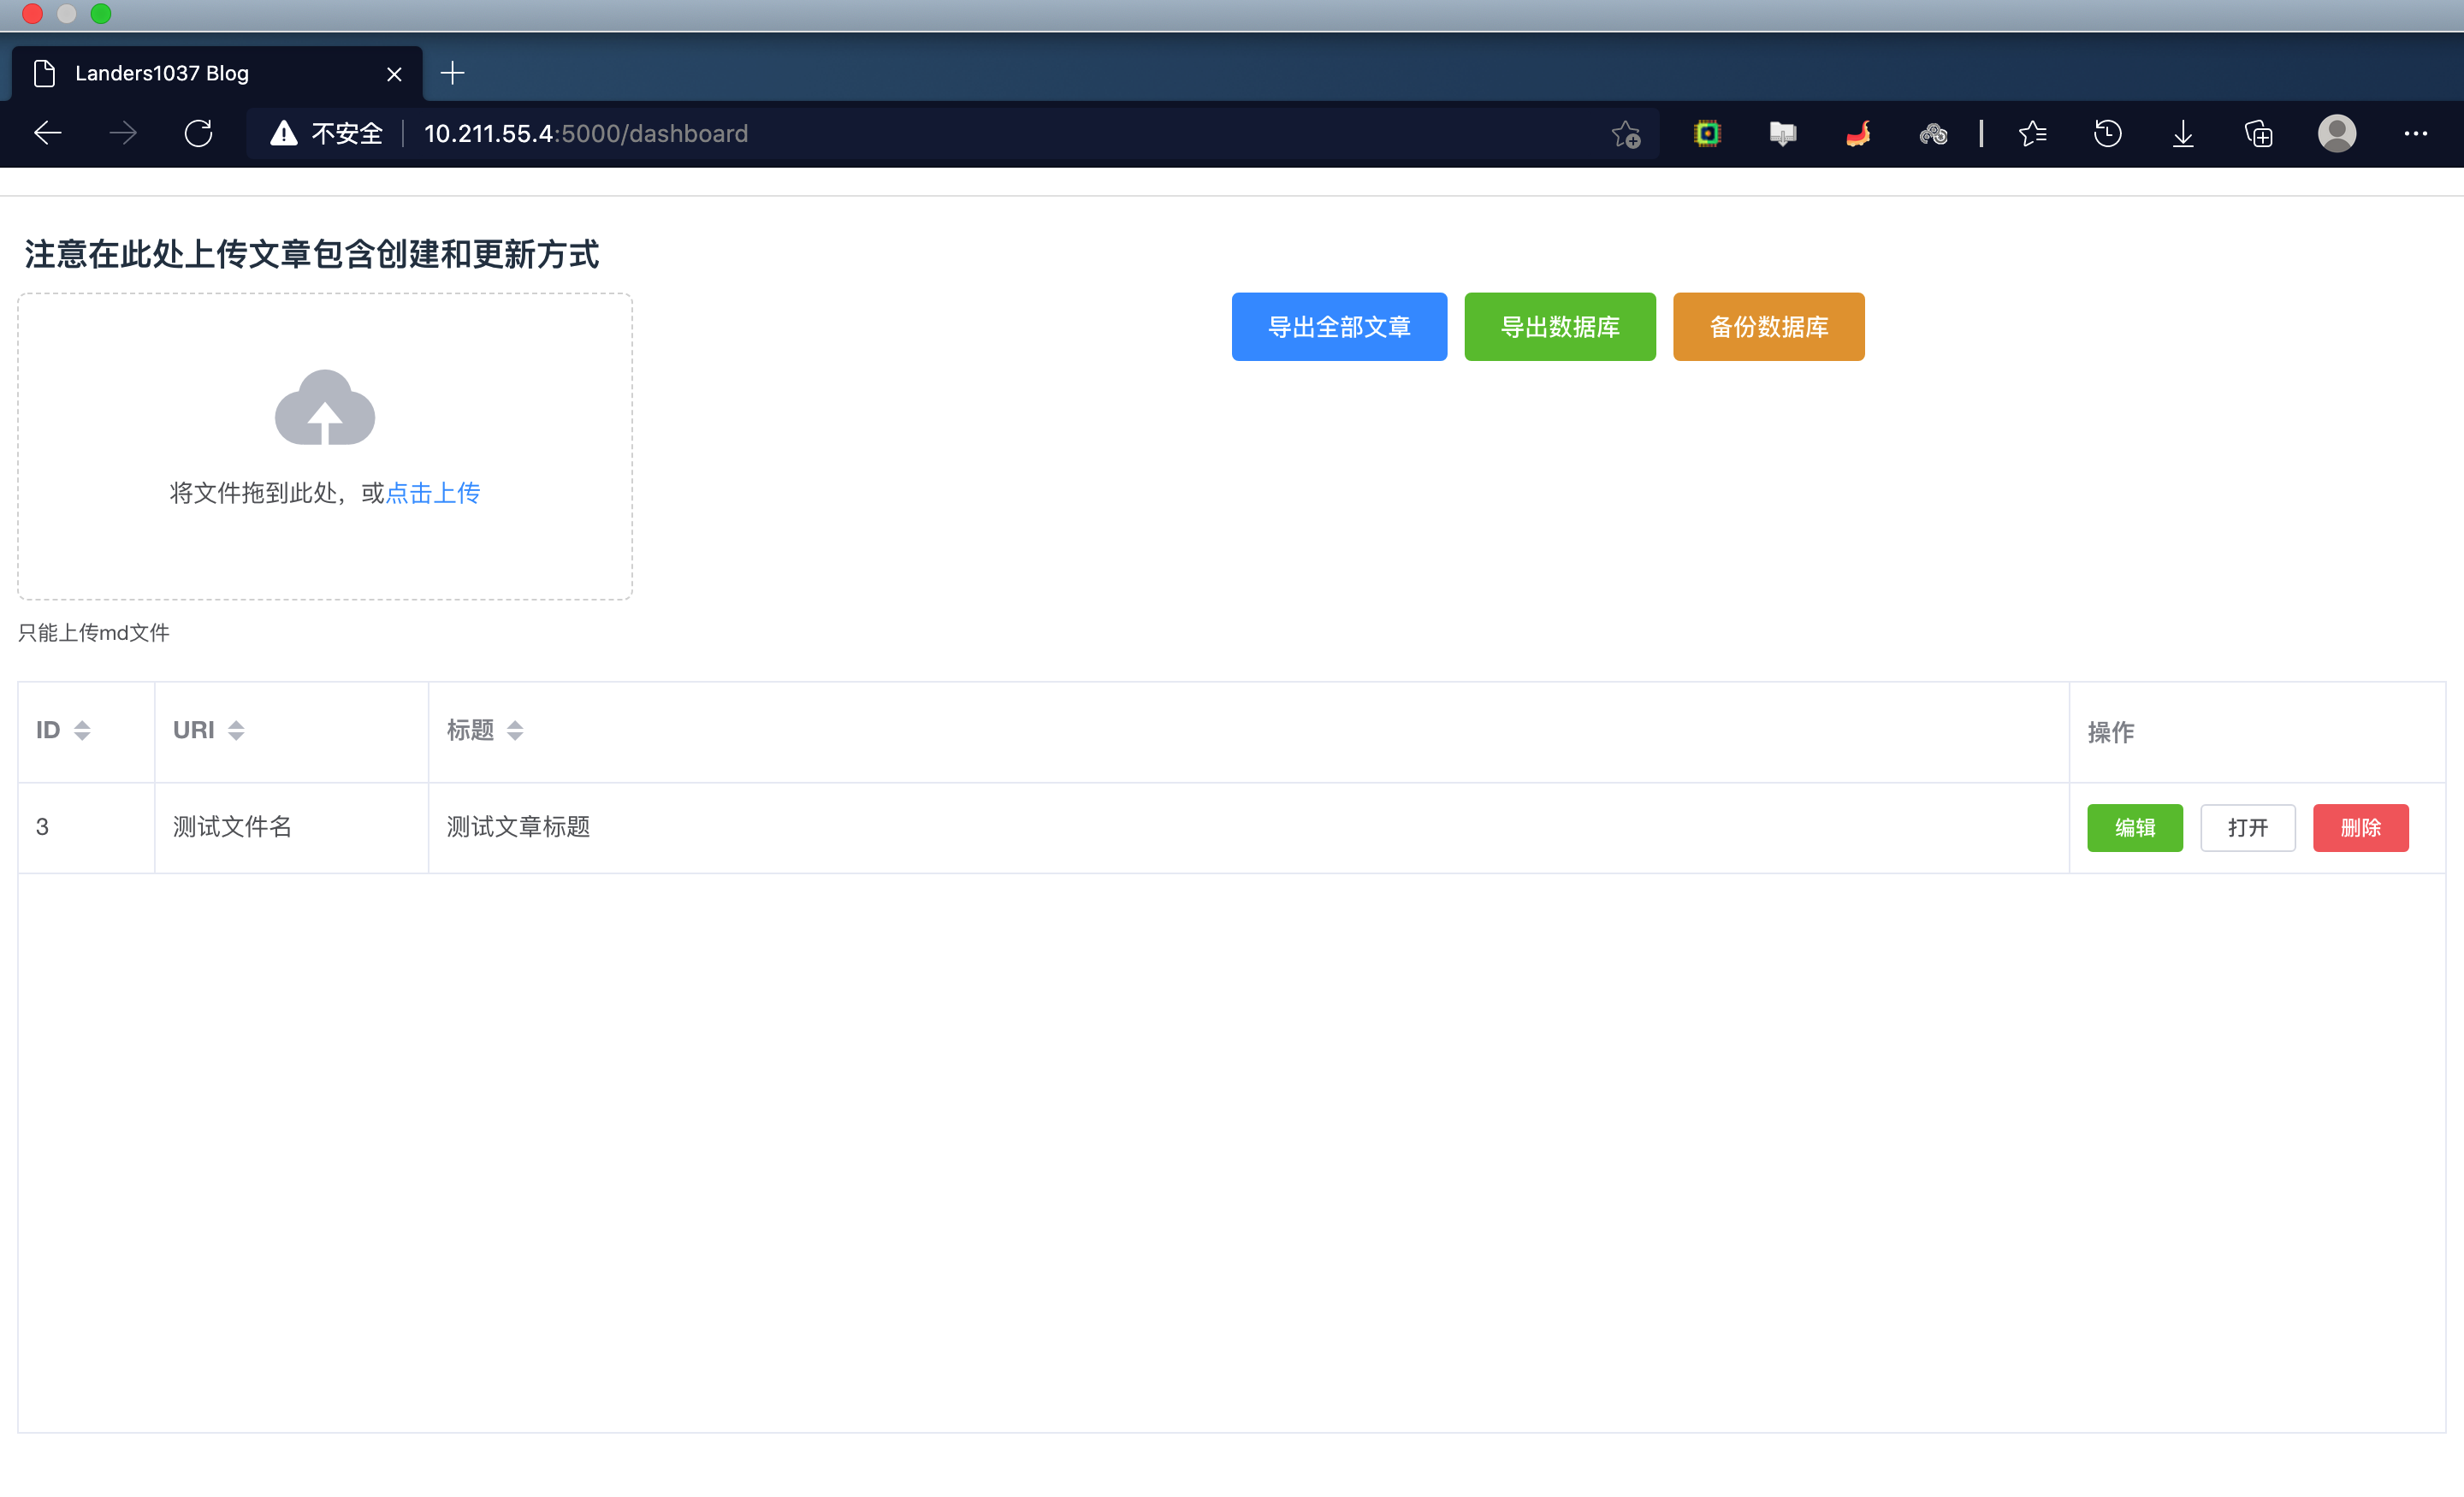 Landers1037 Blog
不安全
10.211.55.4:5000/dashboard
注意在此处上传文章包含创建和更新方式
导出全部文章 导出数据库 备份数据库
将文件拖到此处，或点击上传
只能上传md文件
ID URI 标题 操作
3 测试文件名 测试文章标题 编辑 打开 删除